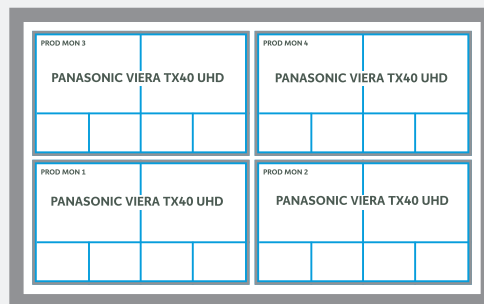 PROD MON 3
PANASONIC VIERA TX40 UHD
PROD MON 4
PANASONIC VIERA TX40 UHD
PROD MON 1
PANASONIC VIERA TX40 UHD
PROD MON 2
PANASONIC VIERA TX40 UHD